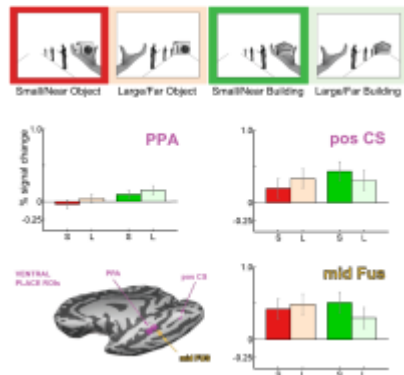 Small/Near Object
Large/Far Object
Small/Near Building
Large/Far Building
PPA
% signal change
1.0
0
-0.25
S
L
S
L
pos CS
1.0
0
-0.25
S
L
S
L
VENTRAL
PLACE ROIs
PPA
pos CS
mid FUS
mid Fus
1.0
0
-0.25
S
L
S
L